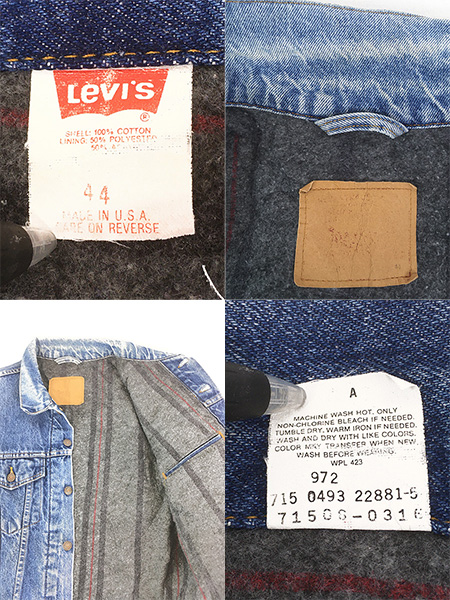 Levi's
®
SHELL: 100% COTTON
LINING: 50% POLYESTER
50%
44
MADE IN U.S.A.
CARE ON REVERSE
A
MACHINE WASH HOT. ONLY
NON-CHLORINE BLEACH IF NEEDED.
TUMBLE DRY, WARM IRON IF NEEDED.
WASH AND DRY WITH LIKE COLORS.
COLOR MAY TRANSFER WHEN NEW.
WASH BEFORE WEARING.
WPL 423
972
715 0493 22881-6
71506-0316